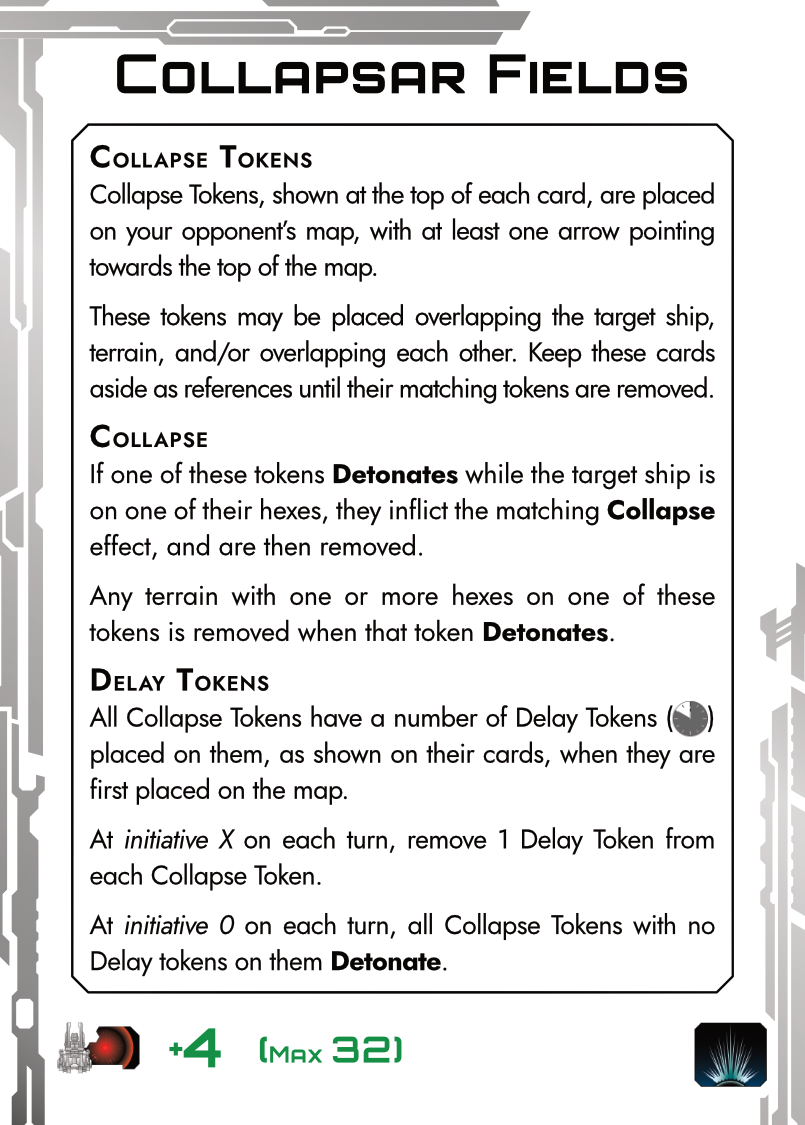 Collapsar Fields
Collapse Tokens
Collapse Tokens, shown at the top of each card, are placed
on your opponent's map, with at least one arrow pointing
towards the top of the map.
These tokens may be placed overlapping the target ship,
terrain, and/or overlapping each other. Keep these cards
aside as references until their matching tokens are removed.
Collapse
If one of these tokens Detonates while the target ship is
on one of their hexes, they inflict the matching Collapse
effect, and are then removed.
Any terrain with one or more hexes on one of these
tokens is removed when that token Detonates.
Delay Tokens
All Collapse Tokens have a number of Delay Tokens ( )
placed on them, as shown on their cards, when they are
first placed on the map.
At initiative X on each turn, remove 1 Delay Token from
each Collapse Token.
At initiative 0 on each turn, all Collapse Tokens with no
Delay tokens on them Detonate.
+4 (Max 32)